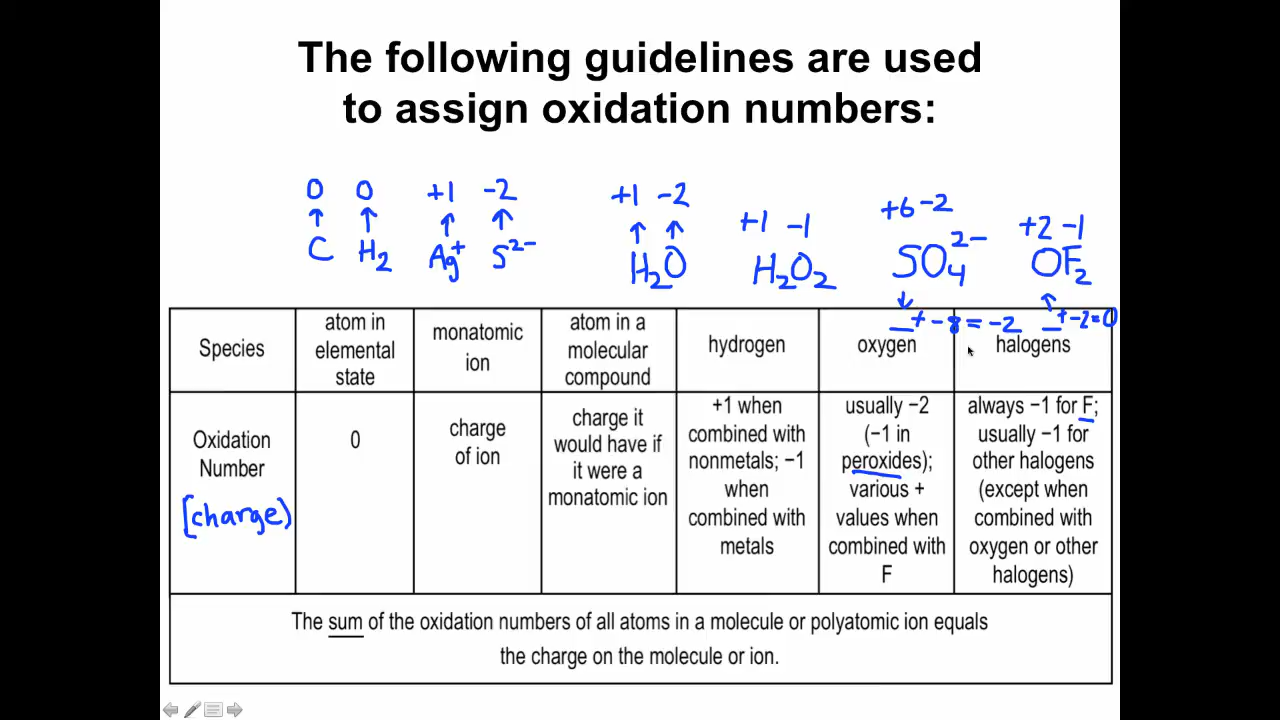 The following guidelines are used
to assign oxidation numbers:
0 0 +1 -2 +1 -2 +1 -1 +6 -2 +2 -1
C H₂ Ag⁺ S²⁻ H₂O H₂O₂ SO₄²⁻ OF₂
_ + -8 = -2 _ + -2 = 0
Species
atom in
elemental
state
monatomic
ion
atom in a
molecular
compound
hydrogen
oxygen
halogens
Oxidation
Number
[charge)
0
charge
of ion
charge it
would have if
it were a
monatomic ion
+1 when
combined with
nonmetals; −1
when
combined with
metals
usually −2
(−1 in
peroxides);
various +
values when
combined with
F
always −1 for F;
usually −1 for
other halogens
(except when
combined with
oxygen or other
halogens)
The sum of the oxidation numbers of all atoms in a molecule or polyatomic ion equals
the charge on the molecule or ion.